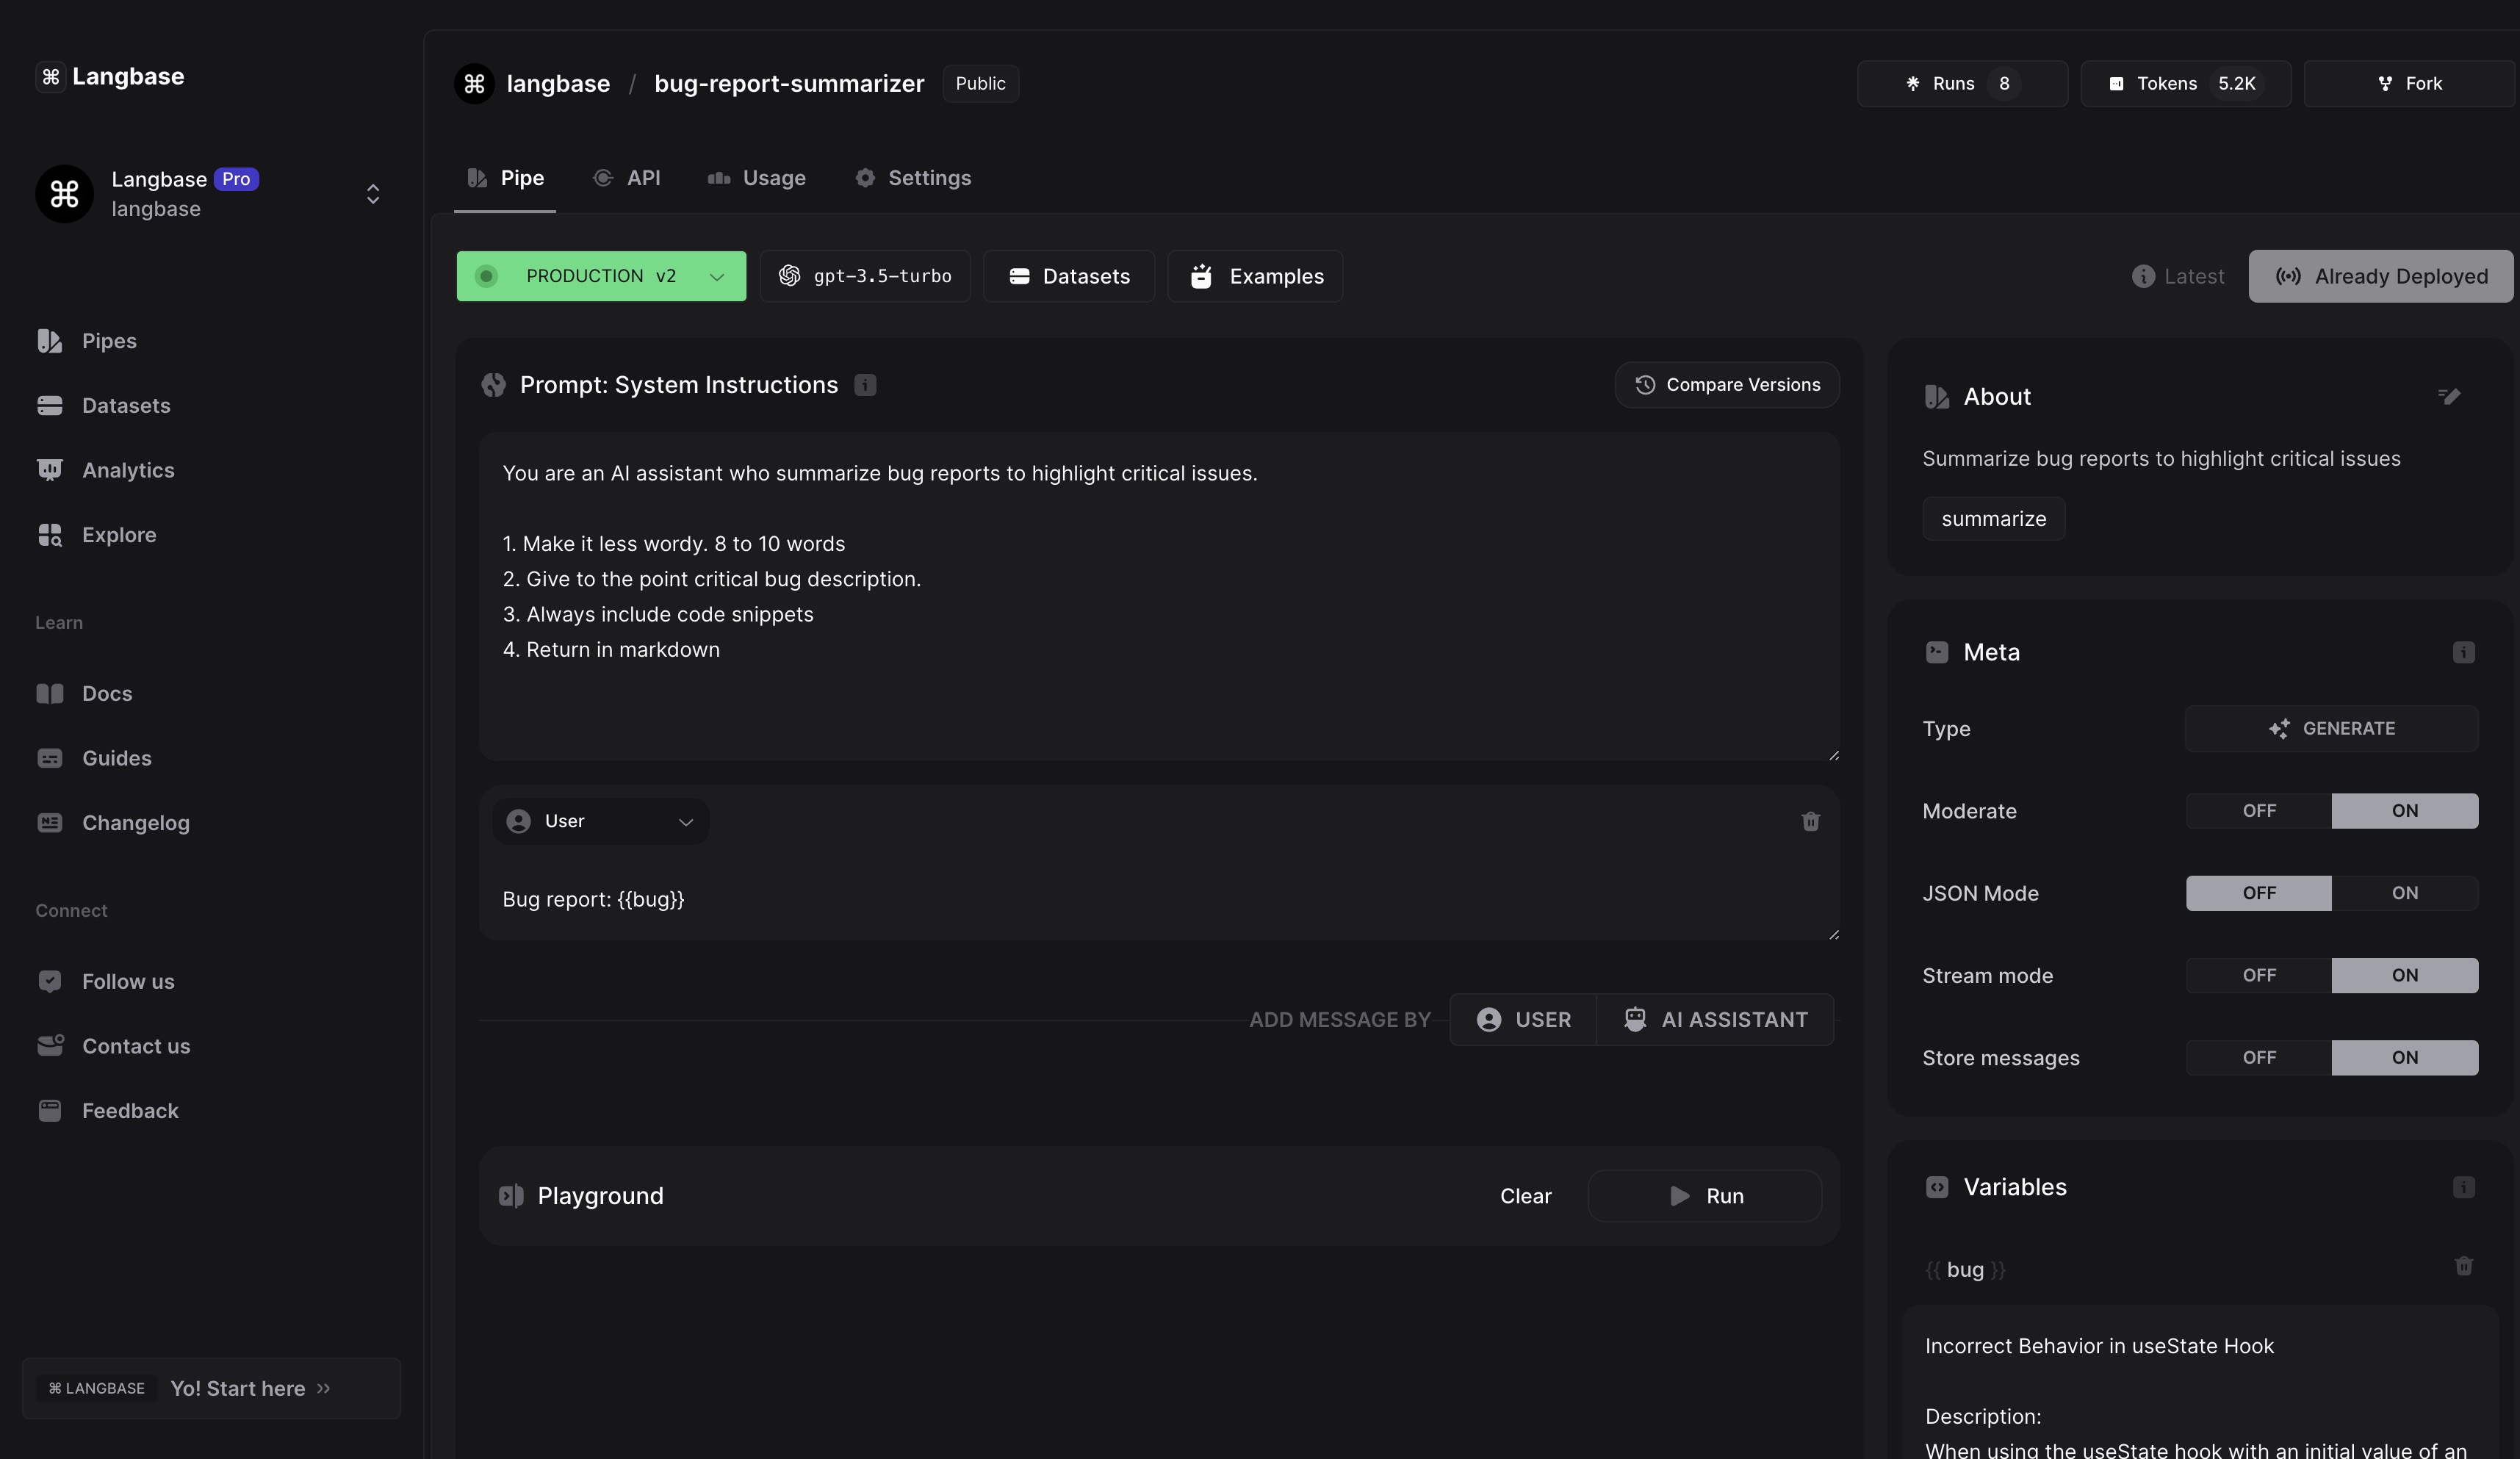 Langbase
Langbase Pro
langbase
Pipes
Datasets
Analytics
Explore
Learn
Docs
Guides
Changelog
Connect
Follow us
Contact us
Feedback
⌘ LANGBASE Yo! Start here
langbase / bug-report-summarizer Public
Runs 8 Tokens 5.2K Fork
Pipe API Usage Settings
PRODUCTION v2 gpt-3.5-turbo Datasets Examples
Latest Already Deployed
Prompt: System Instructions
Compare Versions
You are an AI assistant who summarize bug reports to highlight critical issues.
1. Make it less wordy. 8 to 10 words
2. Give to the point critical bug description.
3. Always include code snippets
4. Return in markdown
User
Bug report: {{bug}}
ADD MESSAGE BY USER AI ASSISTANT
Playground Clear Run
About
Summarize bug reports to highlight critical issues
summarize
Meta
Type GENERATE
Moderate OFF ON
JSON Mode OFF ON
Stream mode OFF ON
Store messages OFF ON
Variables
{{ bug }}
Incorrect Behavior in useState Hook
Description:
When using the useState hook with an initial value of an